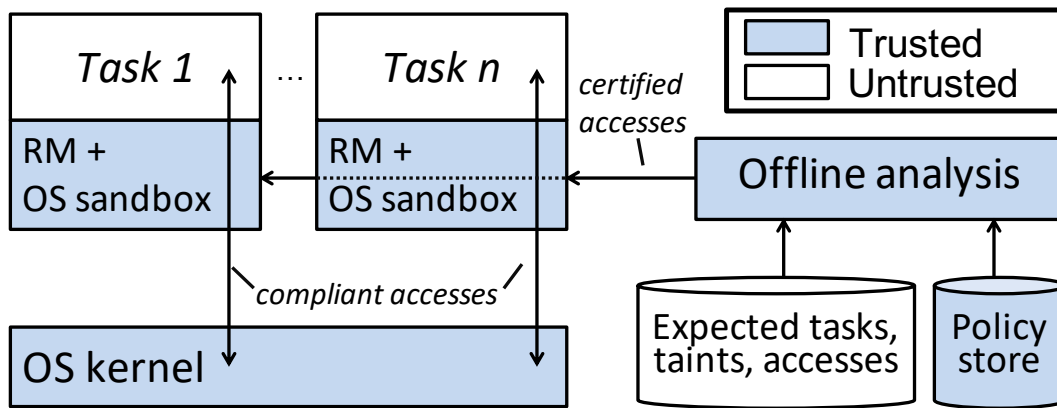 Task 1
...
Task n
certified
accesses
Trusted
Untrusted
RM +
OS sandbox
RM +
OS sandbox
Offline analysis
compliant accesses
Expected tasks,
taints, accesses
Policy
store
OS kernel